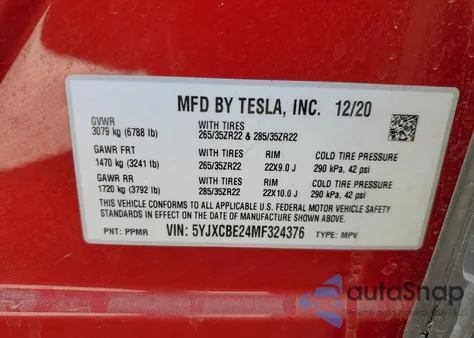 MFD BY TESLA, INC. 12/20
GVWR
3079 kg (6788 lb)
WITH TIRES
265/35ZR22 & 285/35ZR22
GAWR FRT
1470 kg (3241 lb)
WITH TIRES
265/35ZR22
RIM
22X9.0 J
COLD TIRE PRESSURE
290 kPa, 42 psi
GAWR RR
1720 kg (3792 lb)
WITH TIRES
285/35ZR22
RIM
22X10.0 J
COLD TIRE PRESSURE
290 kPa, 42 psi
THIS VEHICLE CONFORMS TO ALL APPLICABLE U.S. FEDERAL MOTOR VEHICLE SAFETY
STANDARDS IN EFFECT ON THE DATE OF MANUFACTURE SHOWN ABOVE.
PNT: PPMR VIN: 5YJXCBE24MF324376 TYPE: MPV
autoSnap